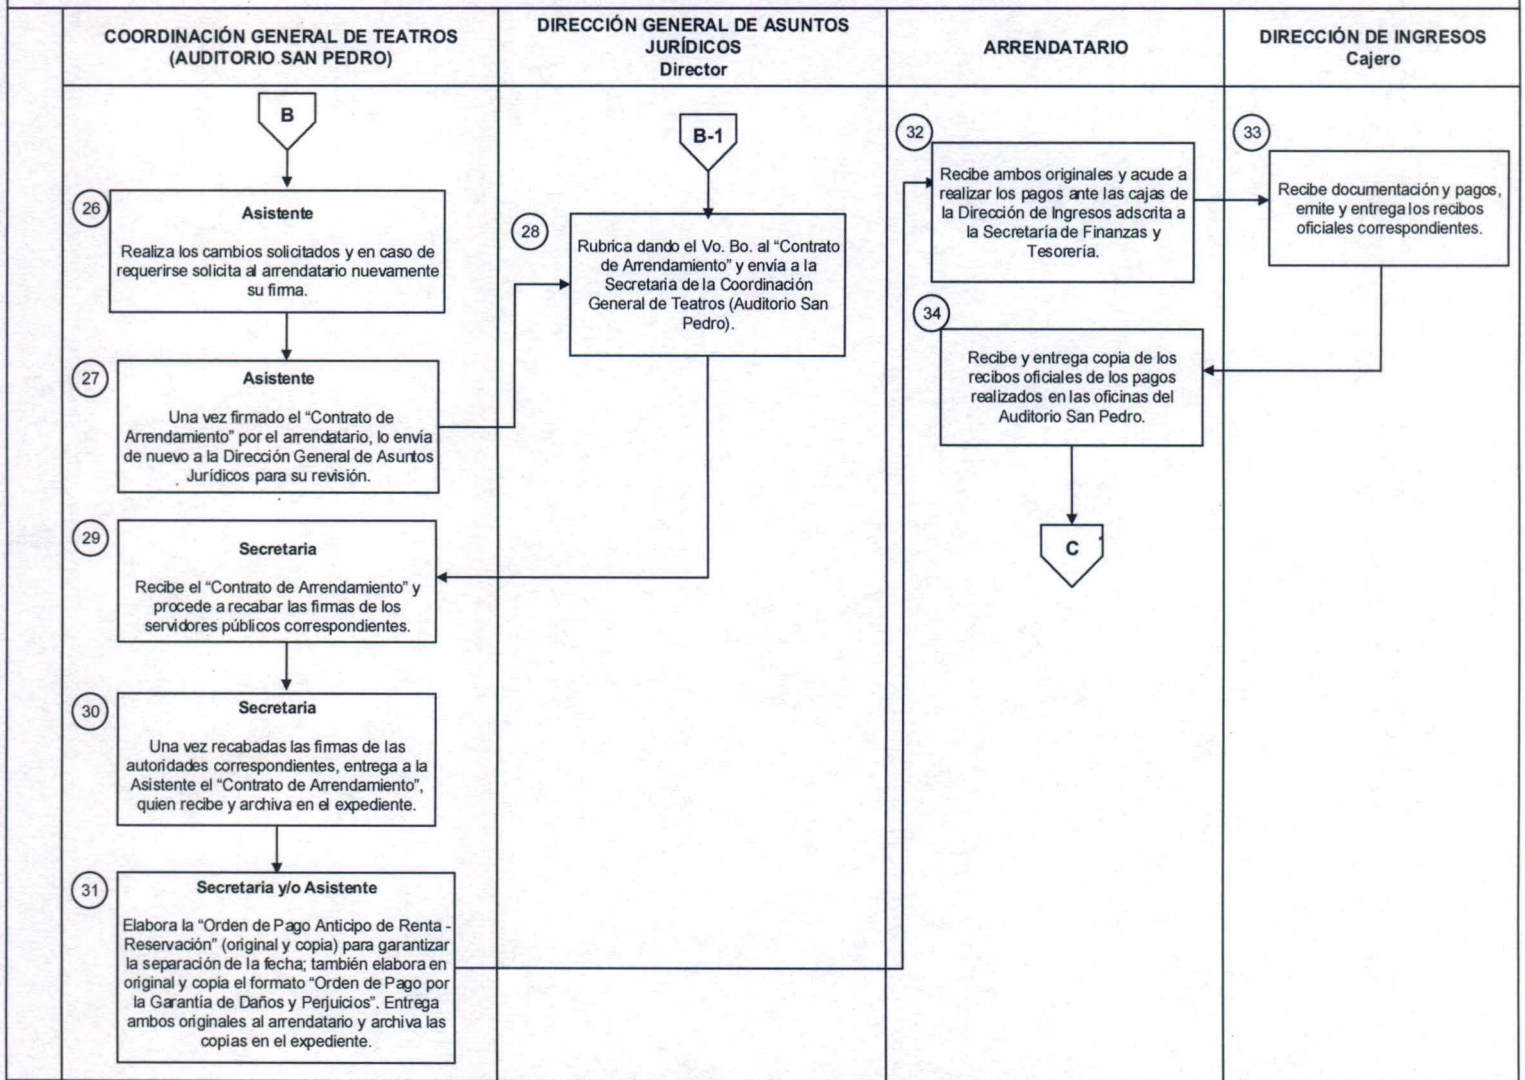 COORDINACIÓN GENERAL DE TEATROS
(AUDITORIO SAN PEDRO)
DIRECCIÓN GENERAL DE ASUNTOS
JURÍDICOS
Director
ARRENDATARIO
DIRECCIÓN DE INGRESOS
Cajero
B
26
Asistente
Realiza los cambios solicitados y en caso de
requerirse solicita al arrendatario nuevamente
su firma.
27
Asistente
Una vez firmado el “Contrato de
Arrendamiento” por el arrendatario, lo envía
de nuevo a la Dirección General de Asuntos
Jurídicos para su revisión.
B-1
28
Rubrica dando el Vo. Bo. al “Contrato
de Arrendamiento” y envía a la
Secretaria de la Coordinación
General de Teatros (Auditorio San
Pedro).
29
Secretaria
Recibe el “Contrato de Arrendamiento” y
procede a recabar las firmas de los
servidores públicos correspondientes.
30
Secretaria
Una vez recabadas las firmas de las
autoridades correspondientes, entrega a la
Asistente el “Contrato de Arrendamiento”,
quien recibe y archiva en el expediente.
31
Secretaria y/o Asistente
Elabora la “Orden de Pago Anticipo de Renta -
Reservación” (original y copia) para garantizar
la separación de la fecha; también elabora en
original y copia el formato “Orden de Pago por
la Garantía de Daños y Perjuicios”. Entrega
ambos originales al arrendatario y archiva las
copias en el expediente.
32
Recibe ambos originales y acude a
realizar los pagos ante las cajas de
la Dirección de Ingresos adscrita a
la Secretaría de Finanzas y
Tesorería.
33
Recibe documentación y pagos,
emite y entrega los recibos
oficiales correspondientes.
34
Recibe y entrega copia de los
recibos oficiales de los pagos
realizados en las oficinas del
Auditorio San Pedro.
C